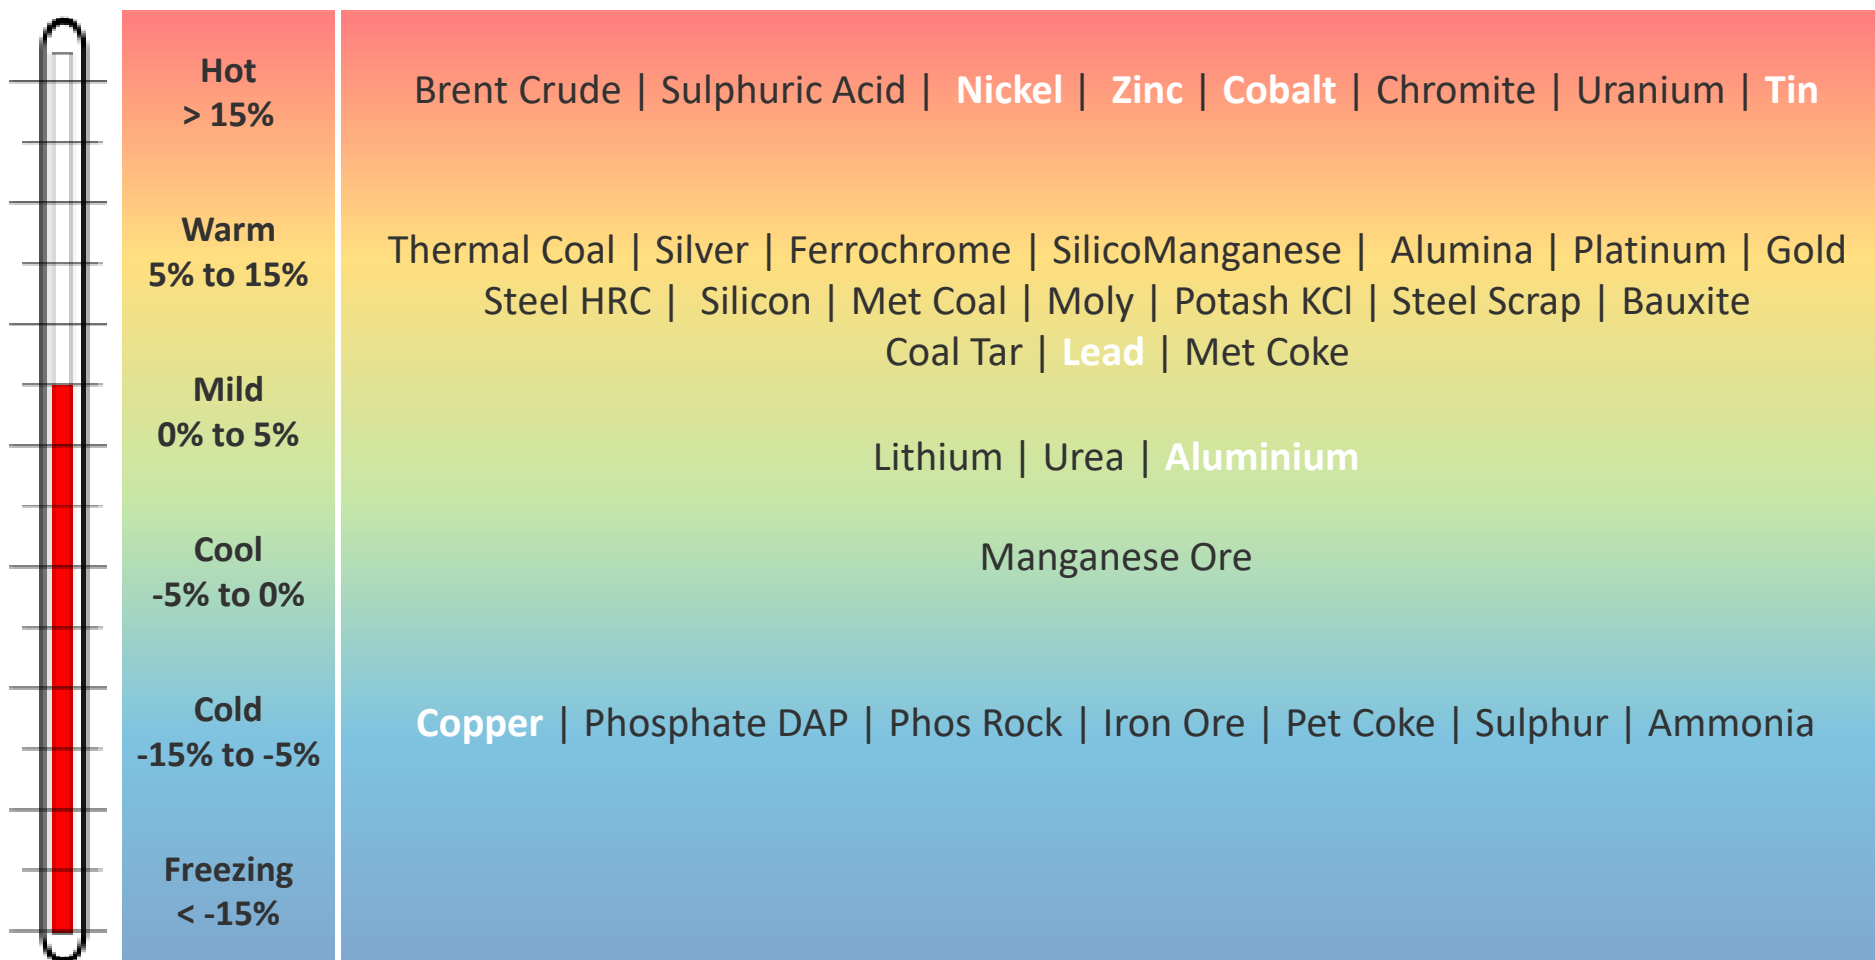 Hot
> 15%
Brent Crude | Sulphuric Acid | Nickel | Zinc | Cobalt | Chromite | Uranium | Tin
Warm
5% to 15%
Thermal Coal | Silver | Ferrochrome | SilicoManganese | Alumina | Platinum | Gold
Steel HRC | Silicon | Met Coal | Moly | Potash KCl | Steel Scrap | Bauxite
Coal Tar | Lead | Met Coke
Mild
0% to 5%
Lithium | Urea | Aluminium
Cool
-5% to 0%
Manganese Ore
Cold
-15% to -5%
Copper | Phosphate DAP | Phos Rock | Iron Ore | Pet Coke | Sulphur | Ammonia
Freezing
< -15%